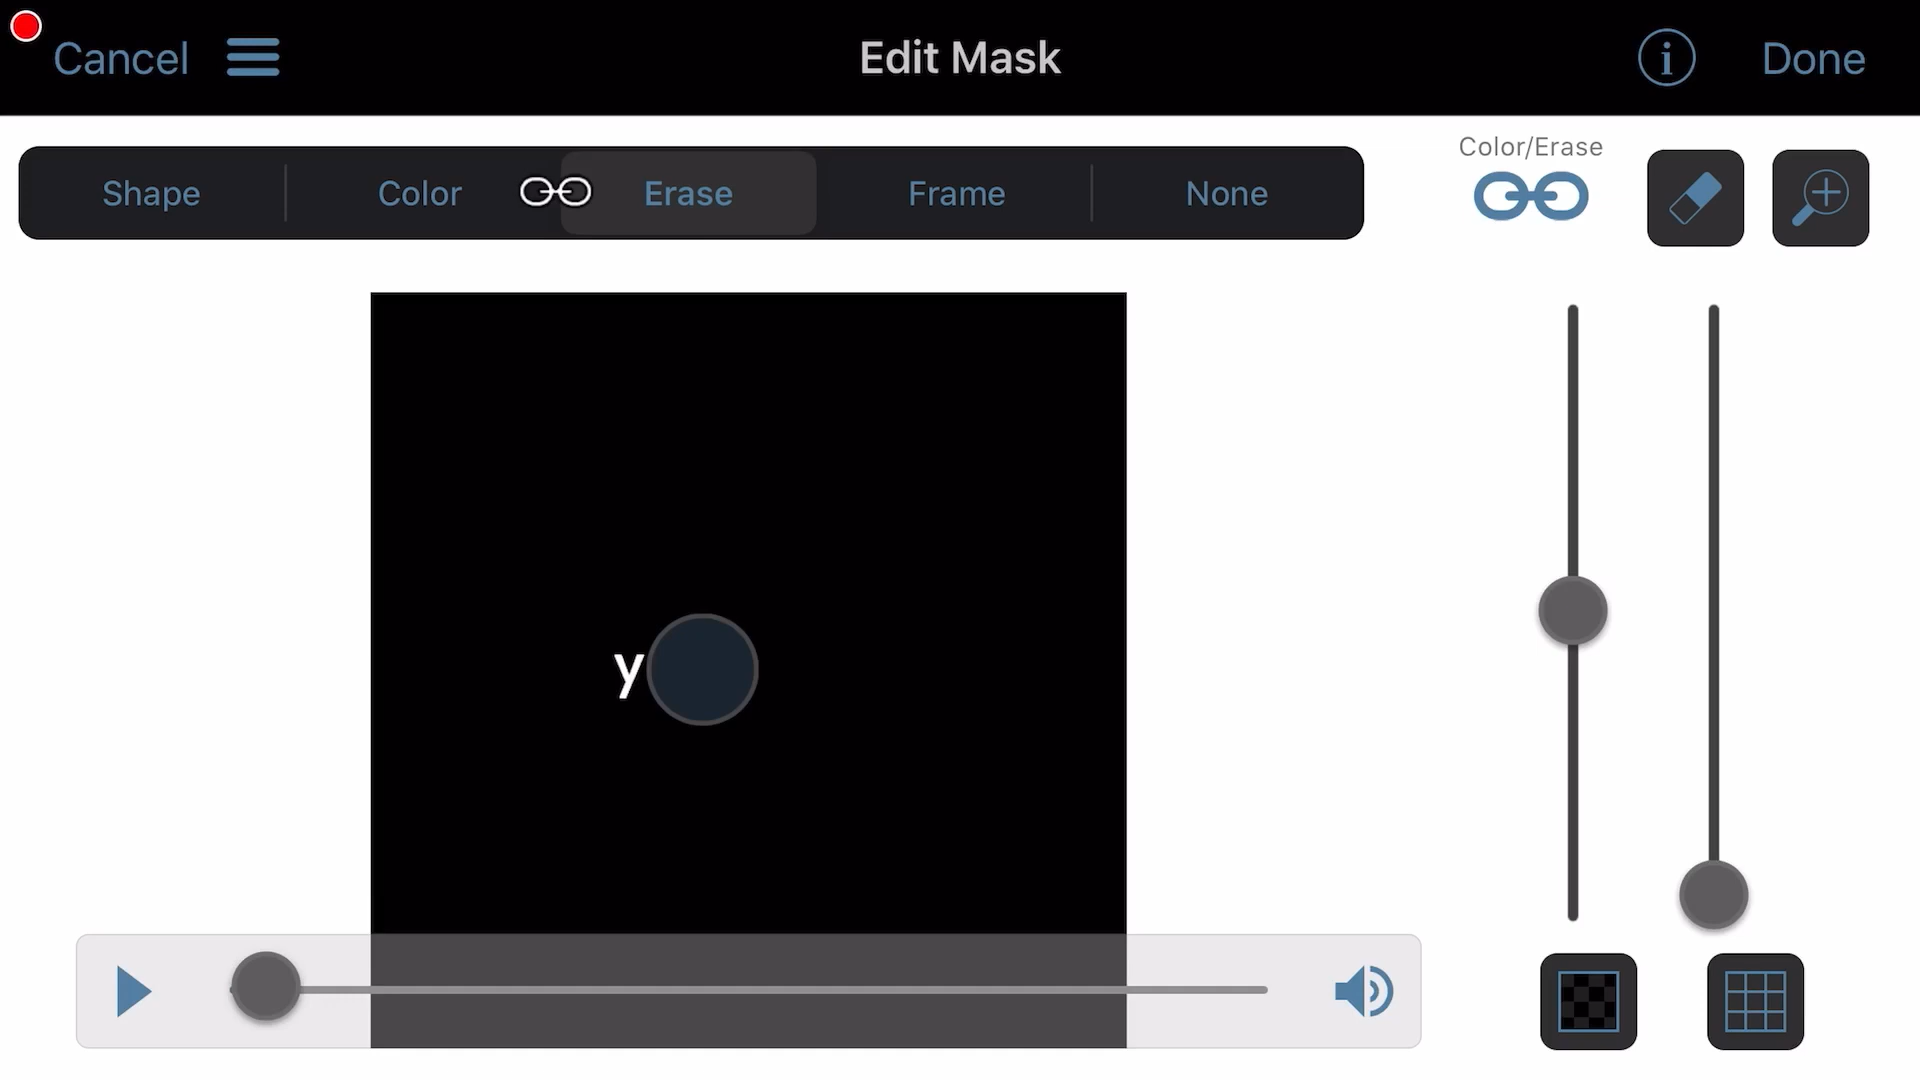 Cancel
Edit Mask
Done
Color/Erase
Shape
Color
Erase
Frame
None
y